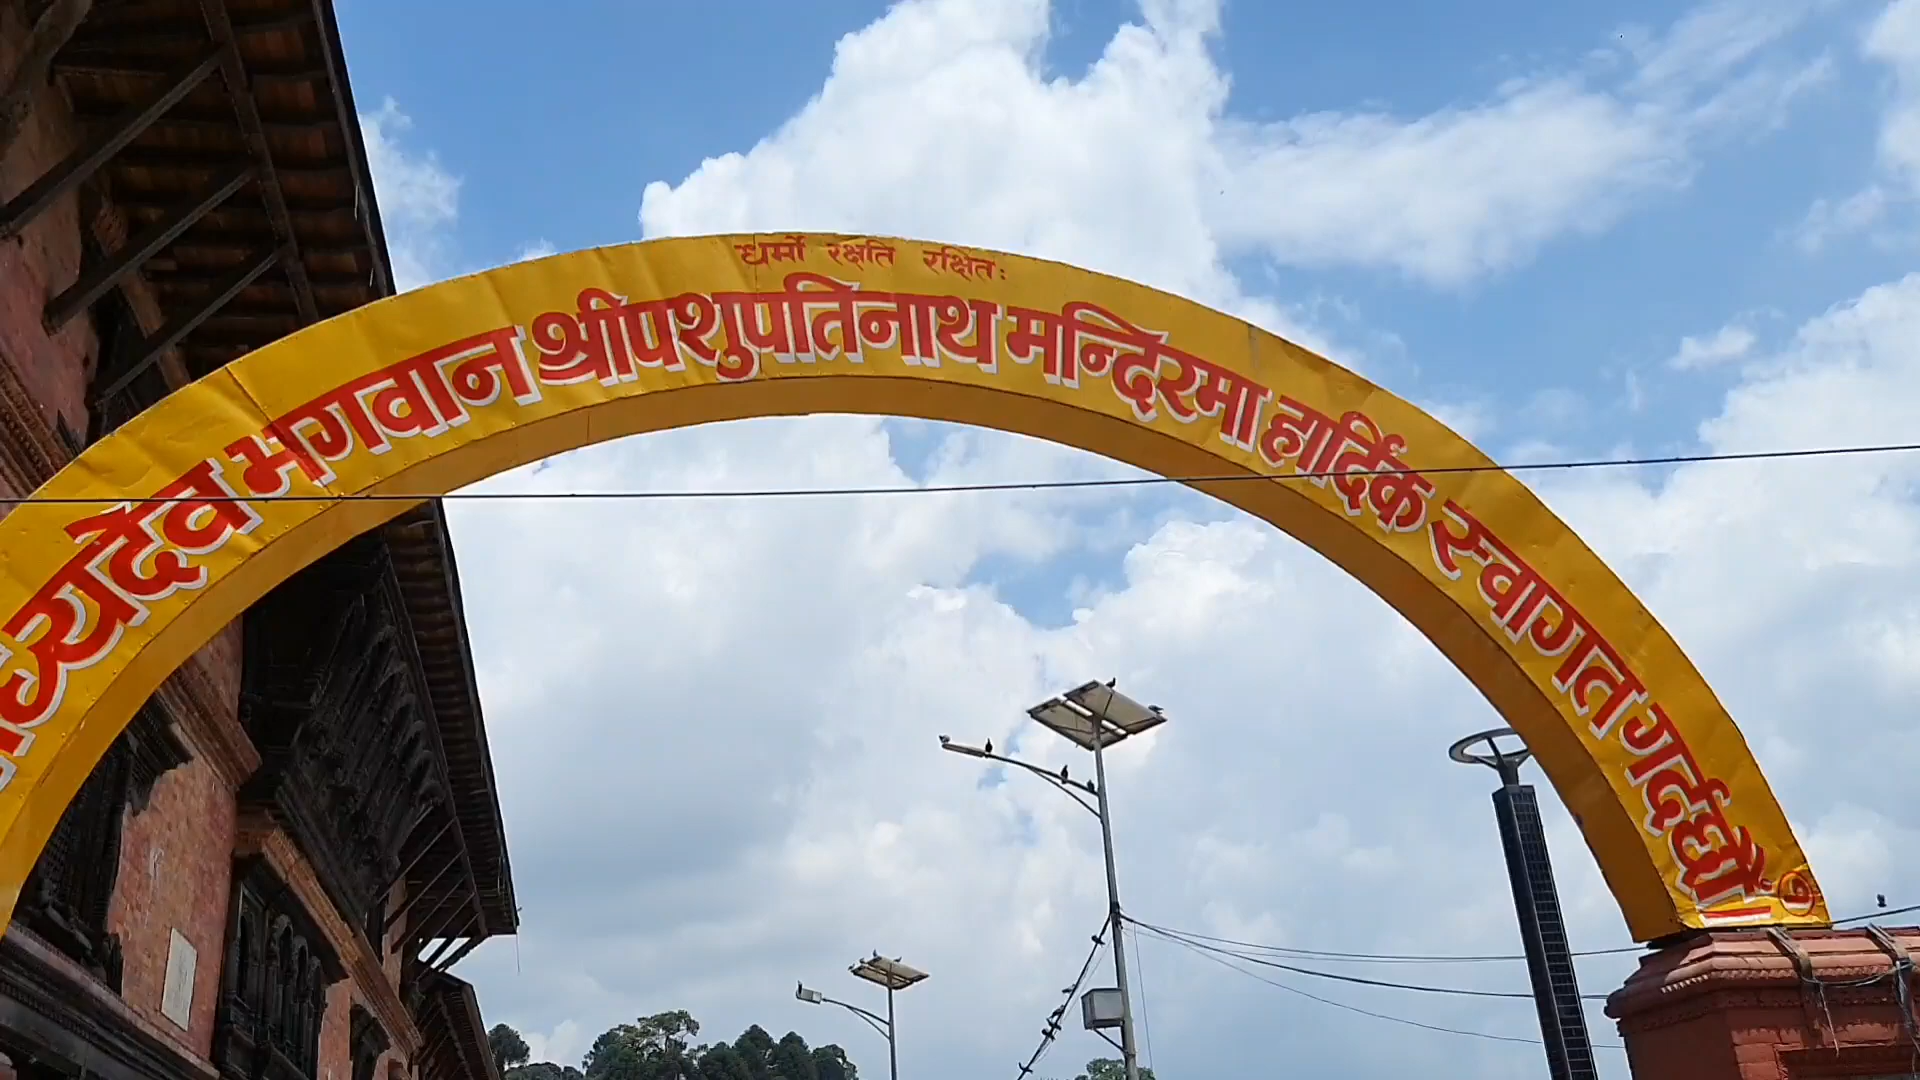 धर्मो रक्षति रक्षितः
भगवान श्रीपशुपतिनाथ मन्दिरमा हार्दिक स्वागत गर्दछौं।